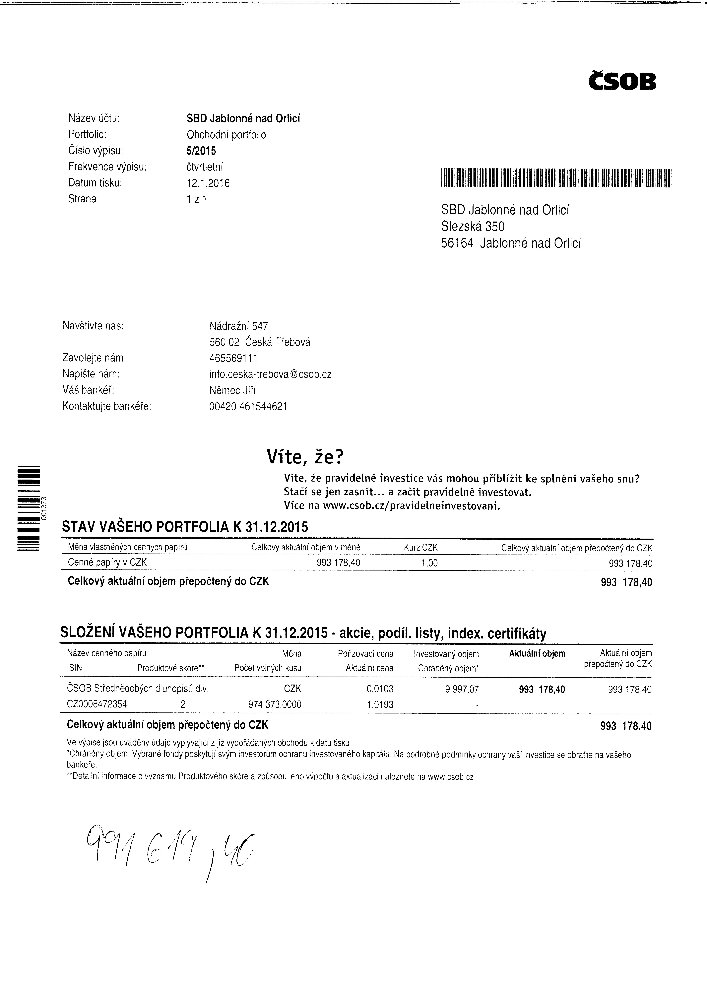 ČSOB
Název účtu: SBD Jablonné nad Orlicí
Portfolio: Obchodní portfolio
Číslo výpisu 5/2015
Frekvence výpisu: čtvrtletní
Datum tisku: 12.1.2016
Strana 1 z
SBD Jablonné nad Orlicí
Slezská 350
56164 Jablonné nad Orlicí
Navštivte nás: Nádražní 547
560 02 Česká Třebová
Zavolejte nám 465569111
Napište nám: info.ceska-trebova@csob.cz
Váš bankéř: Němec Jiří
Kontaktujte bankéře: 00420 461544621
Víte, že?
Víte, že pravidelné investice vás mohou přiblížit ke splnění vašeho snu?
Stačí se jen zasnít... a začít pravidelně investovat.
Více na www.csob.cz/pravidelneinvestovani.
STAV VAŠEHO PORTFOLIA K 31.12.2015
Měna vlastněných cenných papírů Celkový aktuální objem v měně Kurz CZK Celkový aktuální objem přepočtený do CZK
Cenné papíry v CZK 993 178,40 1,00 993 178,40
Celkový aktuální objem přepočtený do CZK 993 178,40
SLOŽENÍ VAŠEHO PORTFOLIA K 31.12.2015 - akcie, podíl. listy, index. certifikáty
Název cenného papíru Měna Pořizovací cena Investovaný objem Aktuální objem Aktuální objem
přepočtený do CZK
ISIN Produktové skóre** Počet volných kusů Aktuální cena Chráněný objem*
ČSOB Střednědobých dluhopisů d.v. CZK 0,0103 9 997,07 993 178,40 993 178,40
CZ0008472354 2 974 373,0000 1,0193 -
Celkový aktuální objem přepočtený do CZK 993 178,40
Ve výpise jsou uváděny údaje vyplývající z již vypořádaných obchodů k datu tisku
*Chráněný objem: Vybrané fondy poskytují svým investorům ochranu investovaného kapitálu. Na podrobné podmínky ochrany vaší investice se obraťte na vašeho
bankéře.
**Detailní informace o významu Produktového skóre a způsobu jeho výpočtu a aktualizaci naleznete na www.csob.cz
991 619,40